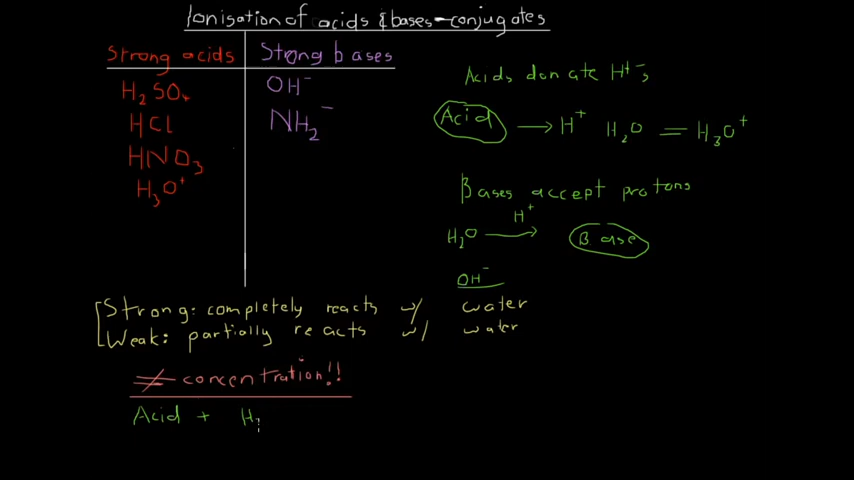 Ionisation of acids & bases-conjugates
Strong acids
H₂SO₄
HCl
HNO₃
H₃O⁺
Strong bases
OH⁻
NH₂⁻
Acids donate H⁺'s
Acid → H⁺ H₂O = H₃O⁺
Bases accept protons
H⁺
H₂O → Base
OH⁻
Strong: completely reacts w/ water
Weak: partially reacts w/ water
≠ concentration!!
Acid + H₂